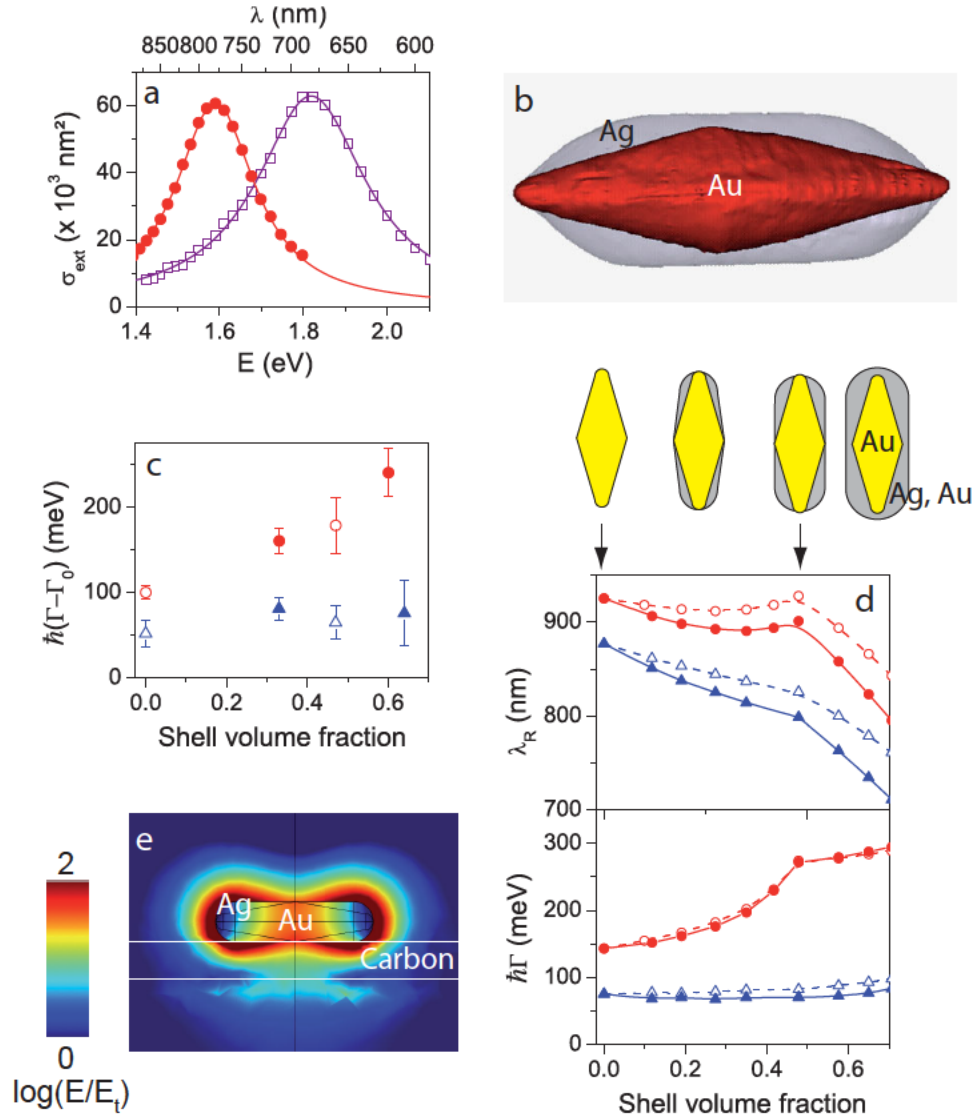 λ (nm)
850 800 750 700 650 600
a
60
40
20
0
σext (x 10³ nm²)
1.4 1.6 1.8 2.0
E (eV)
b
Ag
Au
c
200
100
0
ħ(Γ−Γ0) (meV)
0.0 0.2 0.4 0.6
Shell volume fraction
Au
Ag, Au
d
900
800
700
λR (nm)
300
200
100
0
ħΓ (meV)
0.0 0.2 0.4 0.6
Shell volume fraction
e
Ag
Au
Carbon
2
0
log(E/Et)